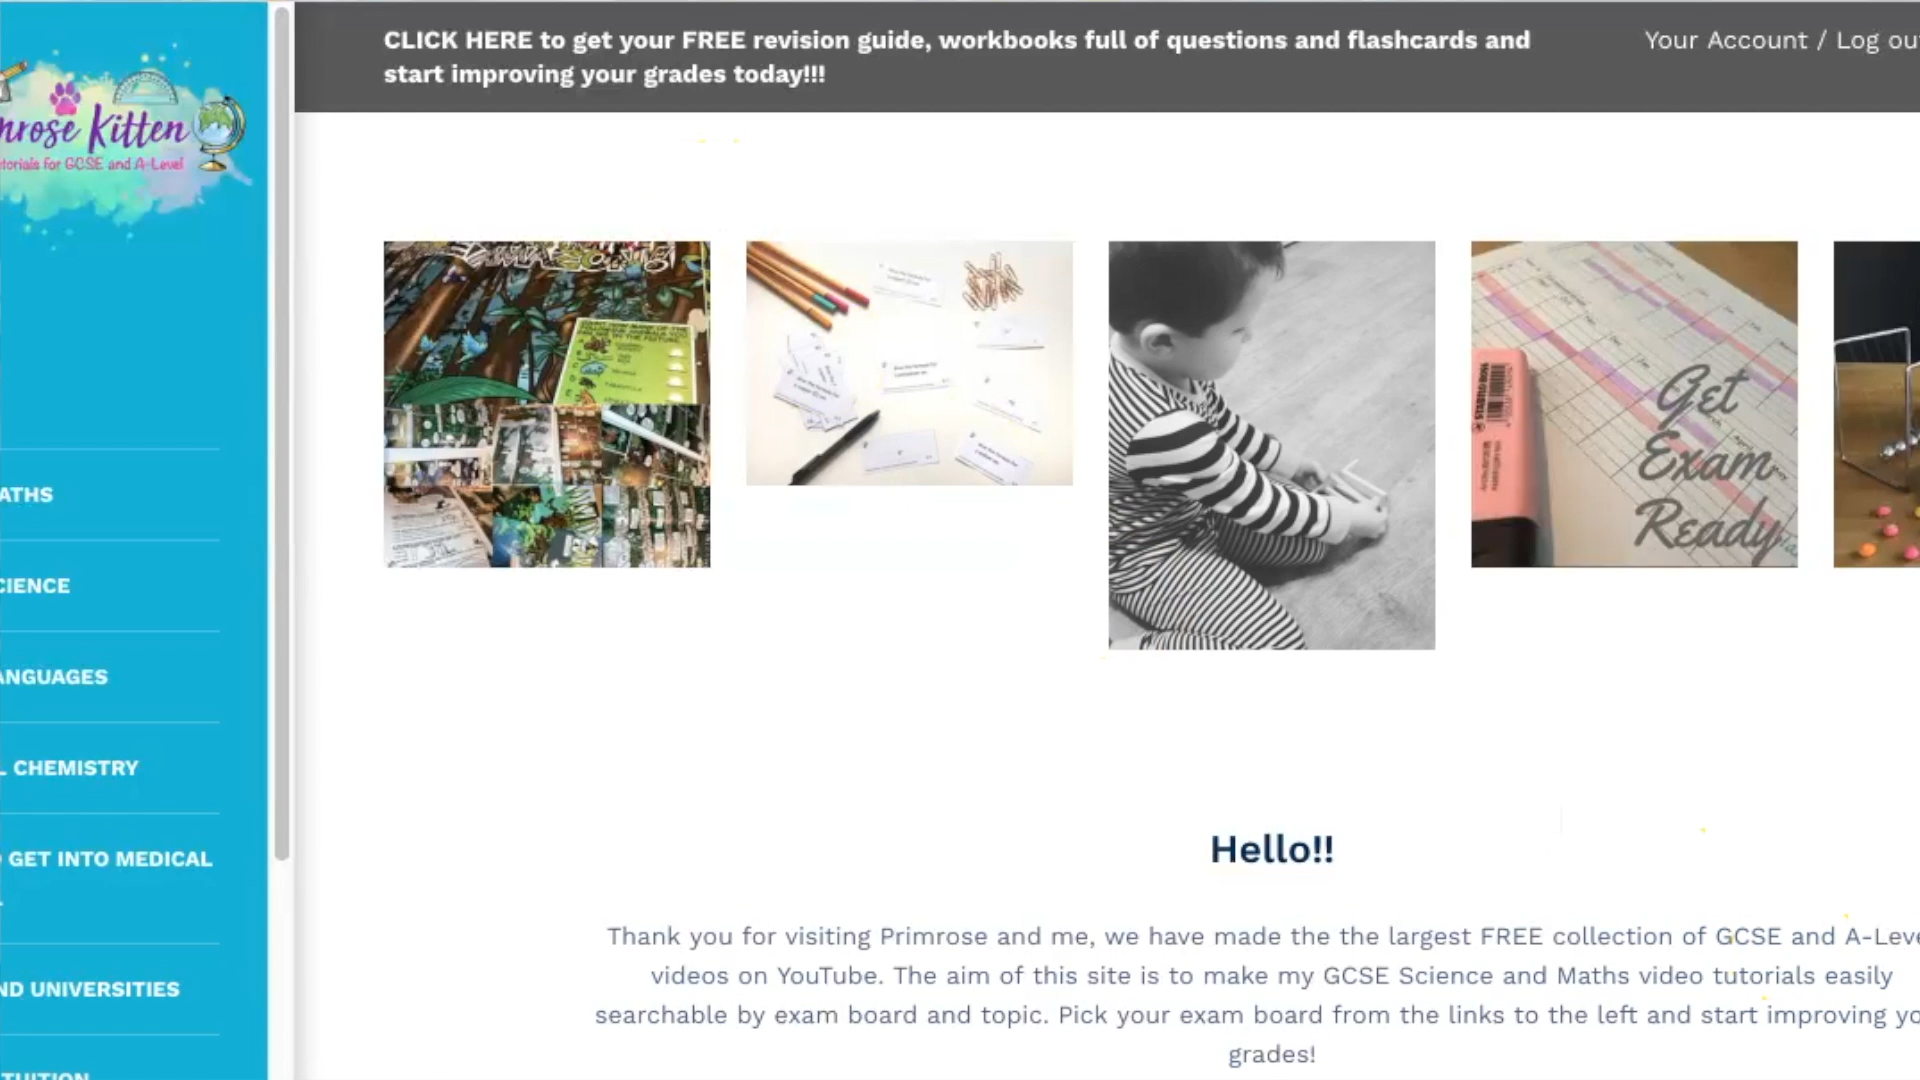 CLICK HERE to get your FREE revision guide, workbooks full of questions and flashcards and
start improving your grades today!!!
Your Account / Log ou
nrose Kitten
torials for GCSE and A-Level
ATHS
CIENCE
ANGUAGES
L CHEMISTRY
GET INTO MEDICAL
ND UNIVERSITIES
TUITION
Get
Exam
Ready
Hello!!
Thank you for visiting Primrose and me, we have made the the largest FREE collection of GCSE and A-Leve
videos on YouTube. The aim of this site is to make my GCSE Science and Maths video tutorials easily
searchable by exam board and topic. Pick your exam board from the links to the left and start improving yo
grades!